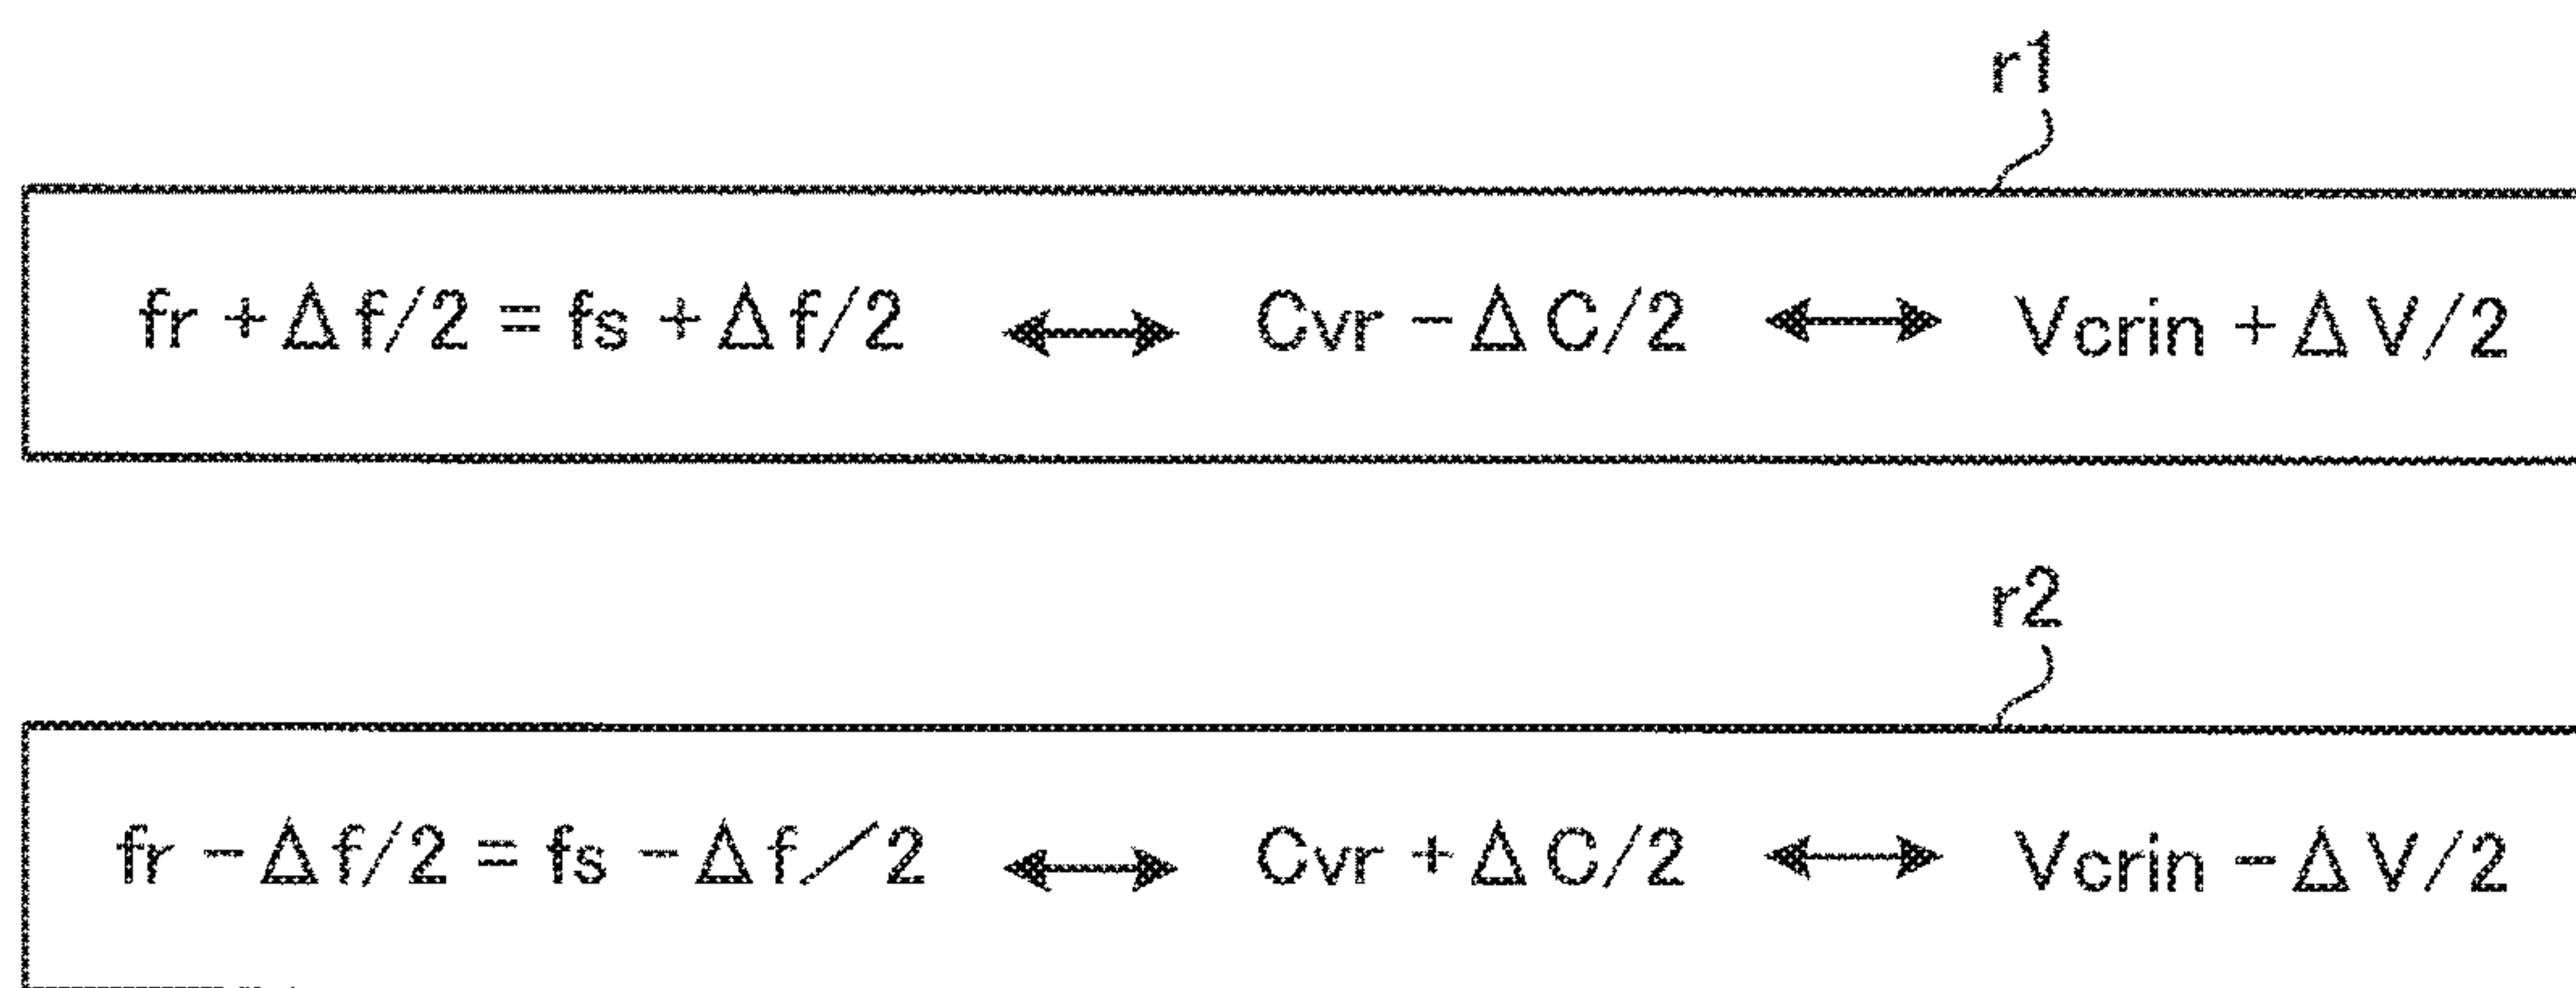 r1
fr + Δf/2 = fs + Δf/2 ↔ Cvr − ΔC/2 ↔ Vcrin + ΔV/2
r2
fr − Δf/2 = fs − Δf/2 ↔ Cvr + ΔC/2 ↔ Vcrin − ΔV/2